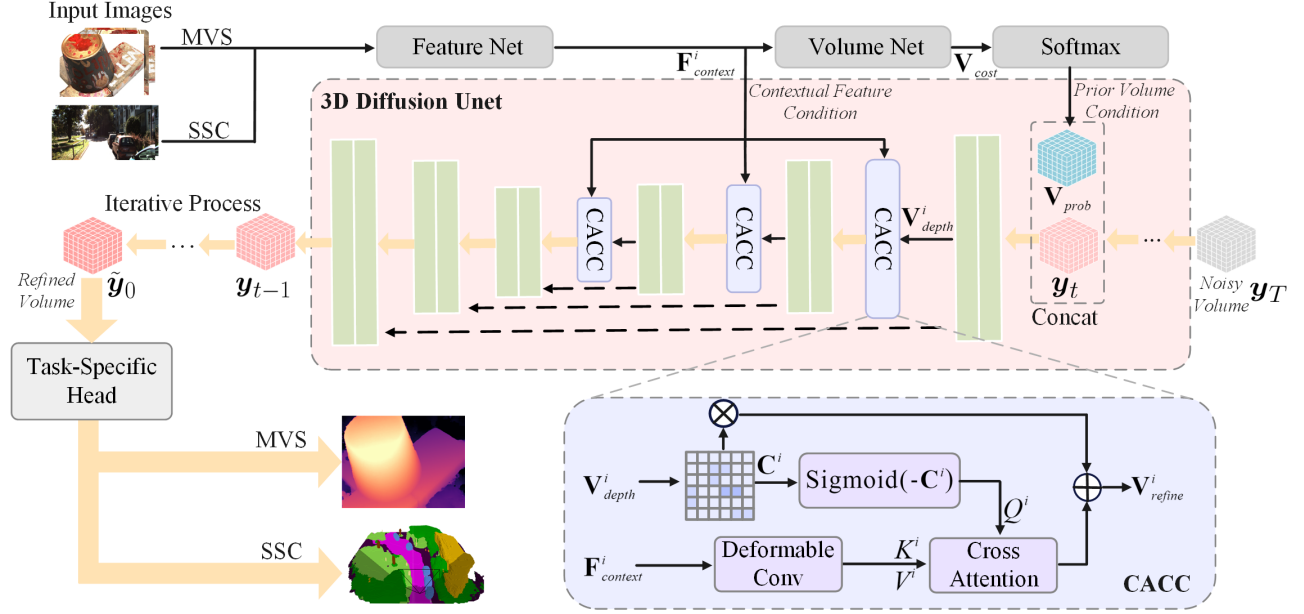 Input Images
MVS
SSC
Feature Net
Volume Net
Softmax
F^i_context
V_cost
3D Diffusion Unet
Contextual Feature
Condition
Prior Volume
Condition
CACC
CACC
CACC
V^i_depth
V_prob
y_t
Concat
Noisy
Volume
y_T
Iterative Process
...
...
Refined
Volume
ỹ_0
y_{t−1}
Task-Specific
Head
MVS
SSC
V^i_depth
C^i
Sigmoid(-C^i)
Q^i
V^i_refine
F^i_context
Deformable
Conv
K^i
V^i
Cross
Attention
CACC